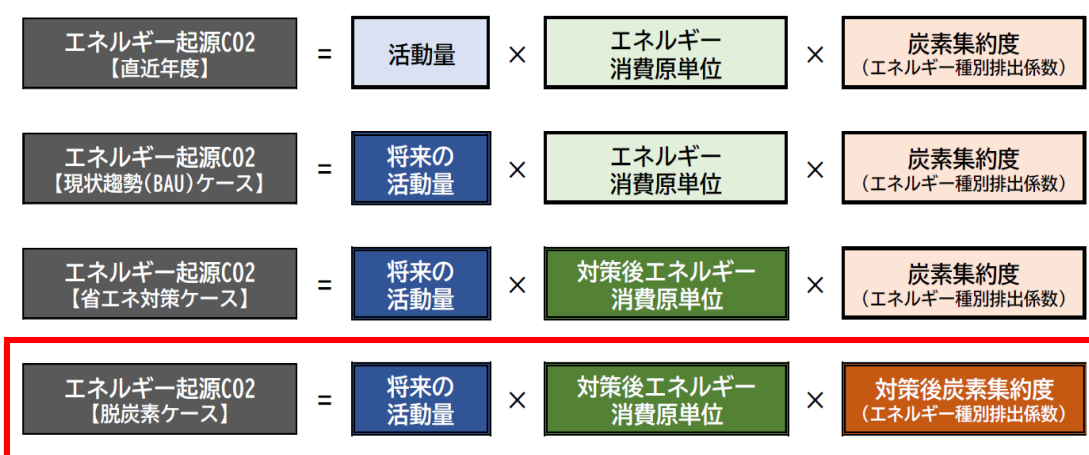 エネルギー起源CO2
【直近年度】
=
活動量
×
エネルギー
消費原単位
×
炭素集約度
(エネルギー種別排出係数)
エネルギー起源CO2
【現状趨勢(BAU)ケース】
=
将来の
活動量
×
エネルギー
消費原単位
×
炭素集約度
(エネルギー種別排出係数)
エネルギー起源CO2
【省エネ対策ケース】
=
将来の
活動量
×
対策後エネルギー
消費原単位
×
炭素集約度
(エネルギー種別排出係数)
エネルギー起源CO2
【脱炭素ケース】
=
将来の
活動量
×
対策後エネルギー
消費原単位
×
対策後炭素集約度
(エネルギー種別排出係数)